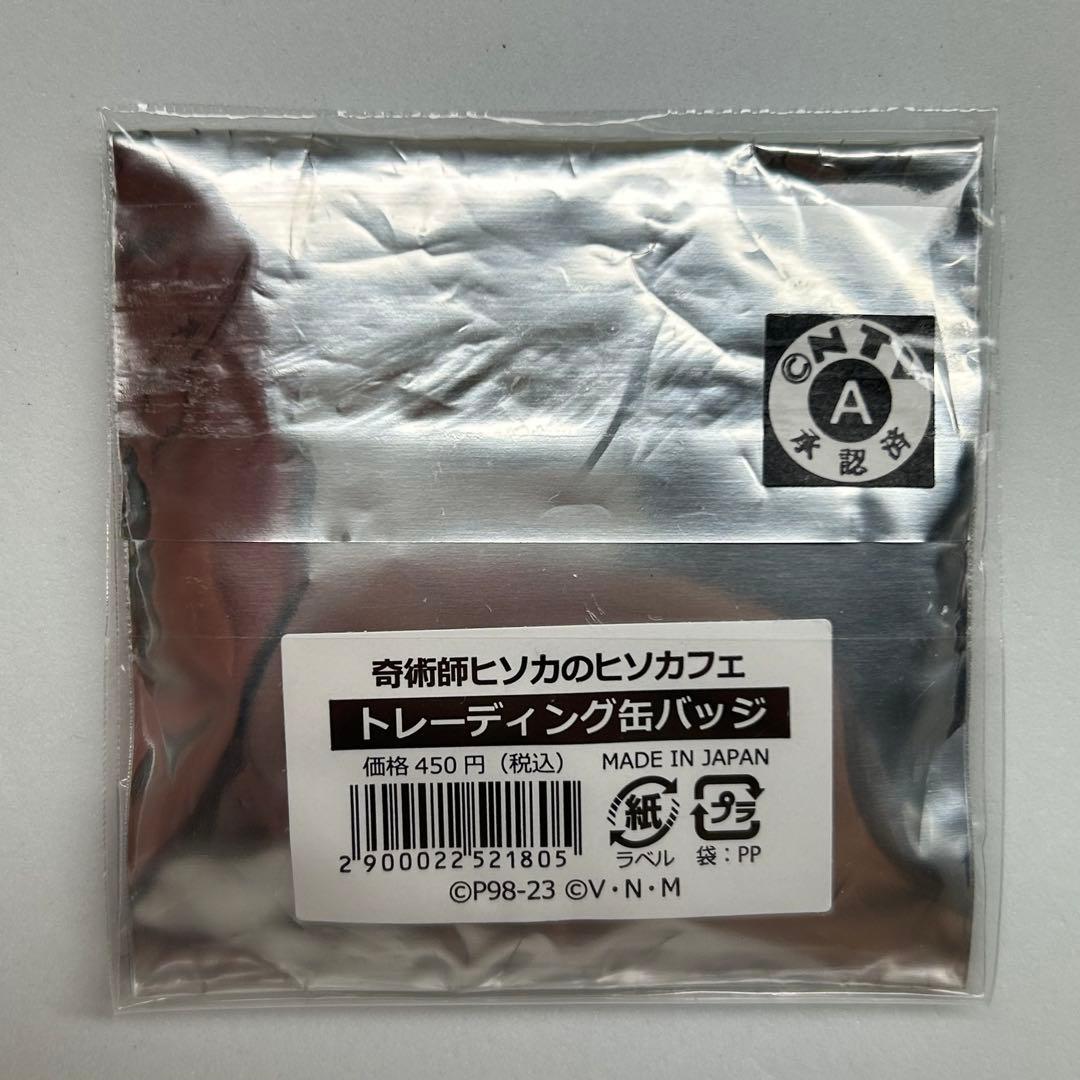 ©NTV
A
承認済
奇術師ヒソカのヒソカフェ
トレーディング缶バッジ
価格 450 円（税込） MADE IN JAPAN
紙 プラ
ラベル 袋：PP
2 900022 521805
©P98-23 ©V・N・M